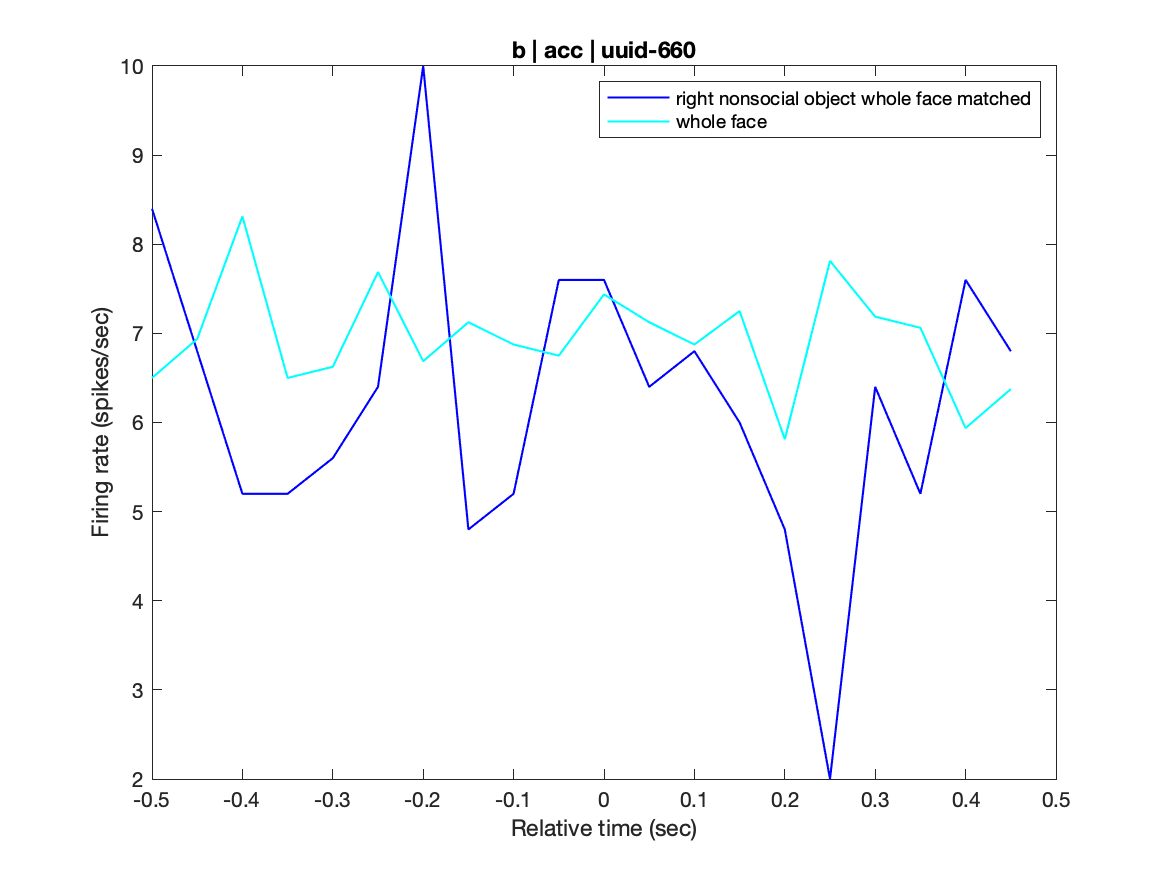 b | acc | uuid-660
right nonsocial object whole face matched
whole face
10
9
8
7
6
5
4
3
2
Firing rate (spikes/sec)
-0.5 -0.4 -0.3 -0.2 -0.1 0 0.1 0.2 0.3 0.4 0.5
Relative time (sec)